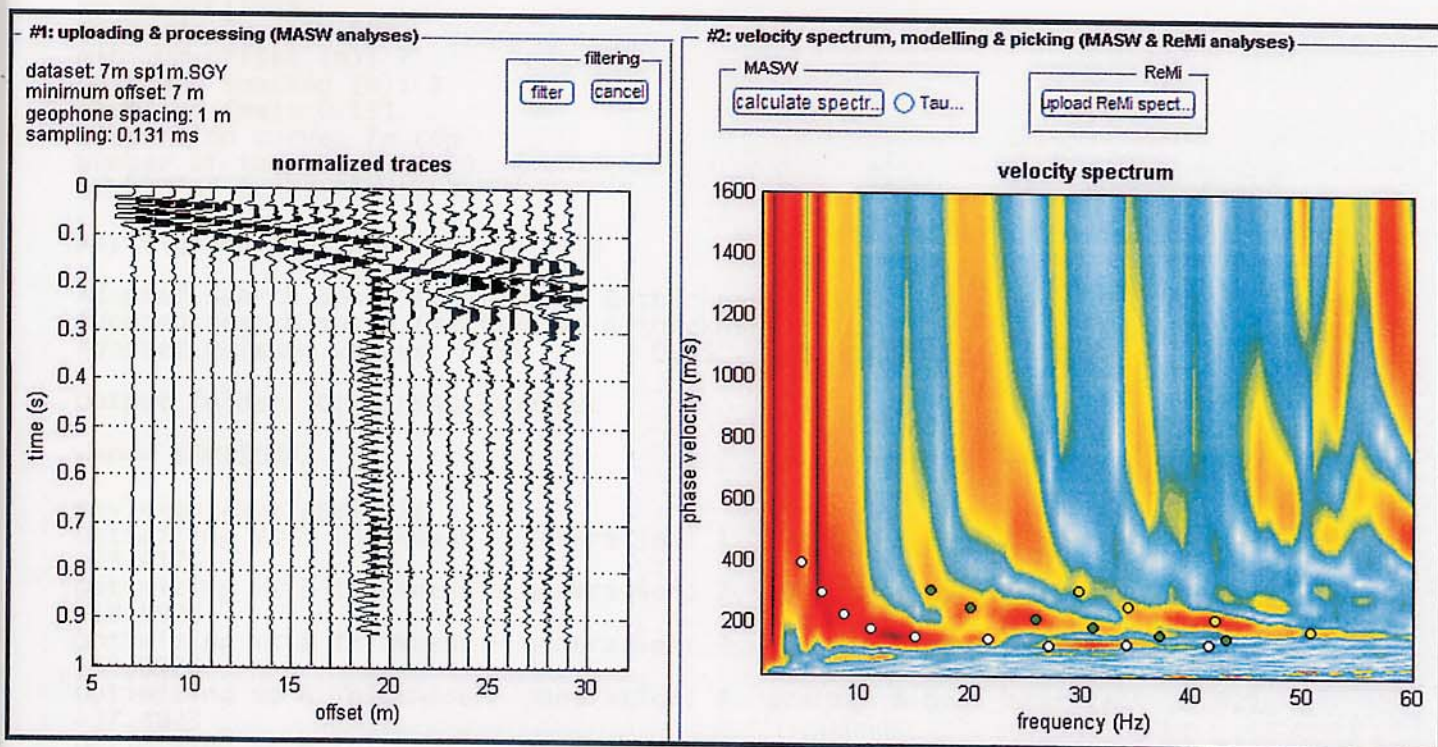 #1: uploading & processing (MASW analyses)
dataset: 7m sp1m.SGY
minimum offset: 7 m
geophone spacing: 1 m
sampling: 0.131 ms
filtering
filter
cancel
normalized traces
0
0.1
0.2
0.3
0.4
0.5
0.6
0.7
0.8
0.9
1
time (s)
5
10
15
20
25
30
offset (m)
#2: velocity spectrum, modelling & picking (MASW & ReMi analyses)
MASW
calculate spectr...
Tau...
ReMi
upload ReMi spect...
velocity spectrum
1600
1400
1200
1000
800
600
400
200
phase velocity (m/s)
10
20
30
40
50
60
frequency (Hz)